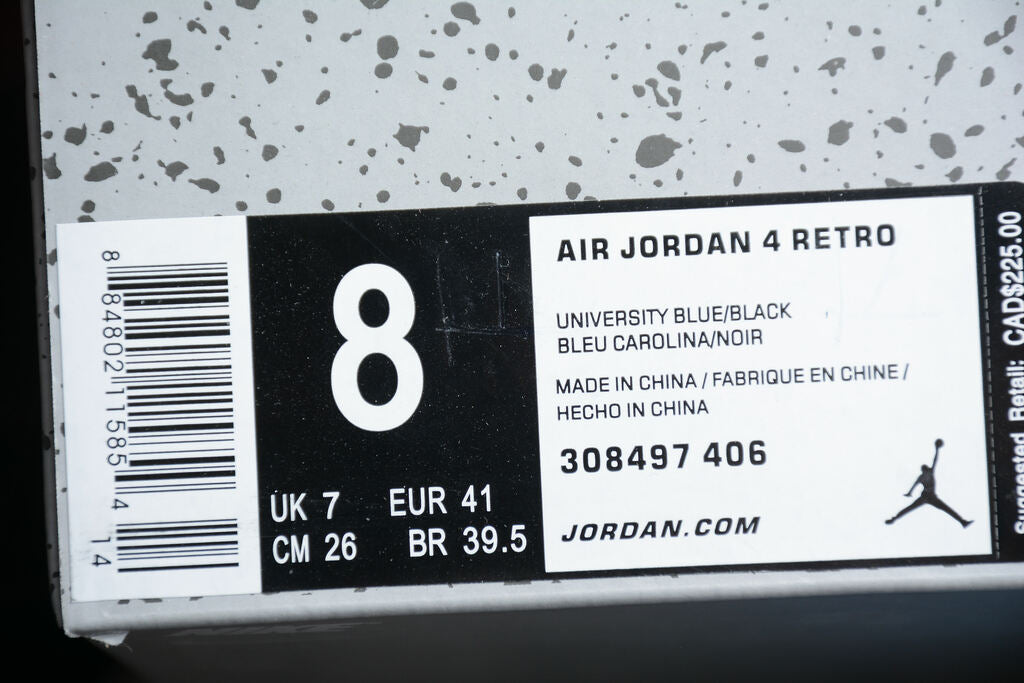 8 84802 11585 4
14
8
UK 7 EUR 41
CM 26 BR 39.5
AIR JORDAN 4 RETRO
UNIVERSITY BLUE/BLACK
BLEU CAROLINA/NOIR
MADE IN CHINA / FABRIQUE EN CHINE /
HECHO IN CHINA
308497 406
JORDAN.COM
Suggested Retail: CAD$225.00